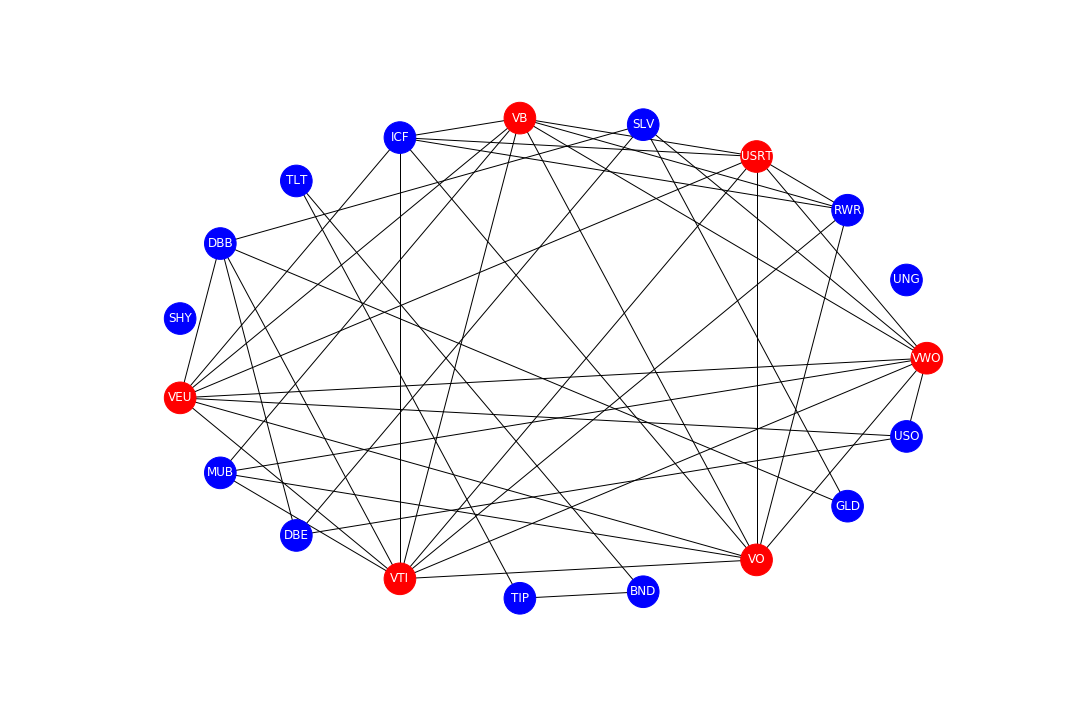 VB
SLV
ICF
USRT
TLT
RWR
DBB
UNG
SHY
VWO
VEU
USO
MUB
GLD
DBE
VO
VTI
BND
TIP